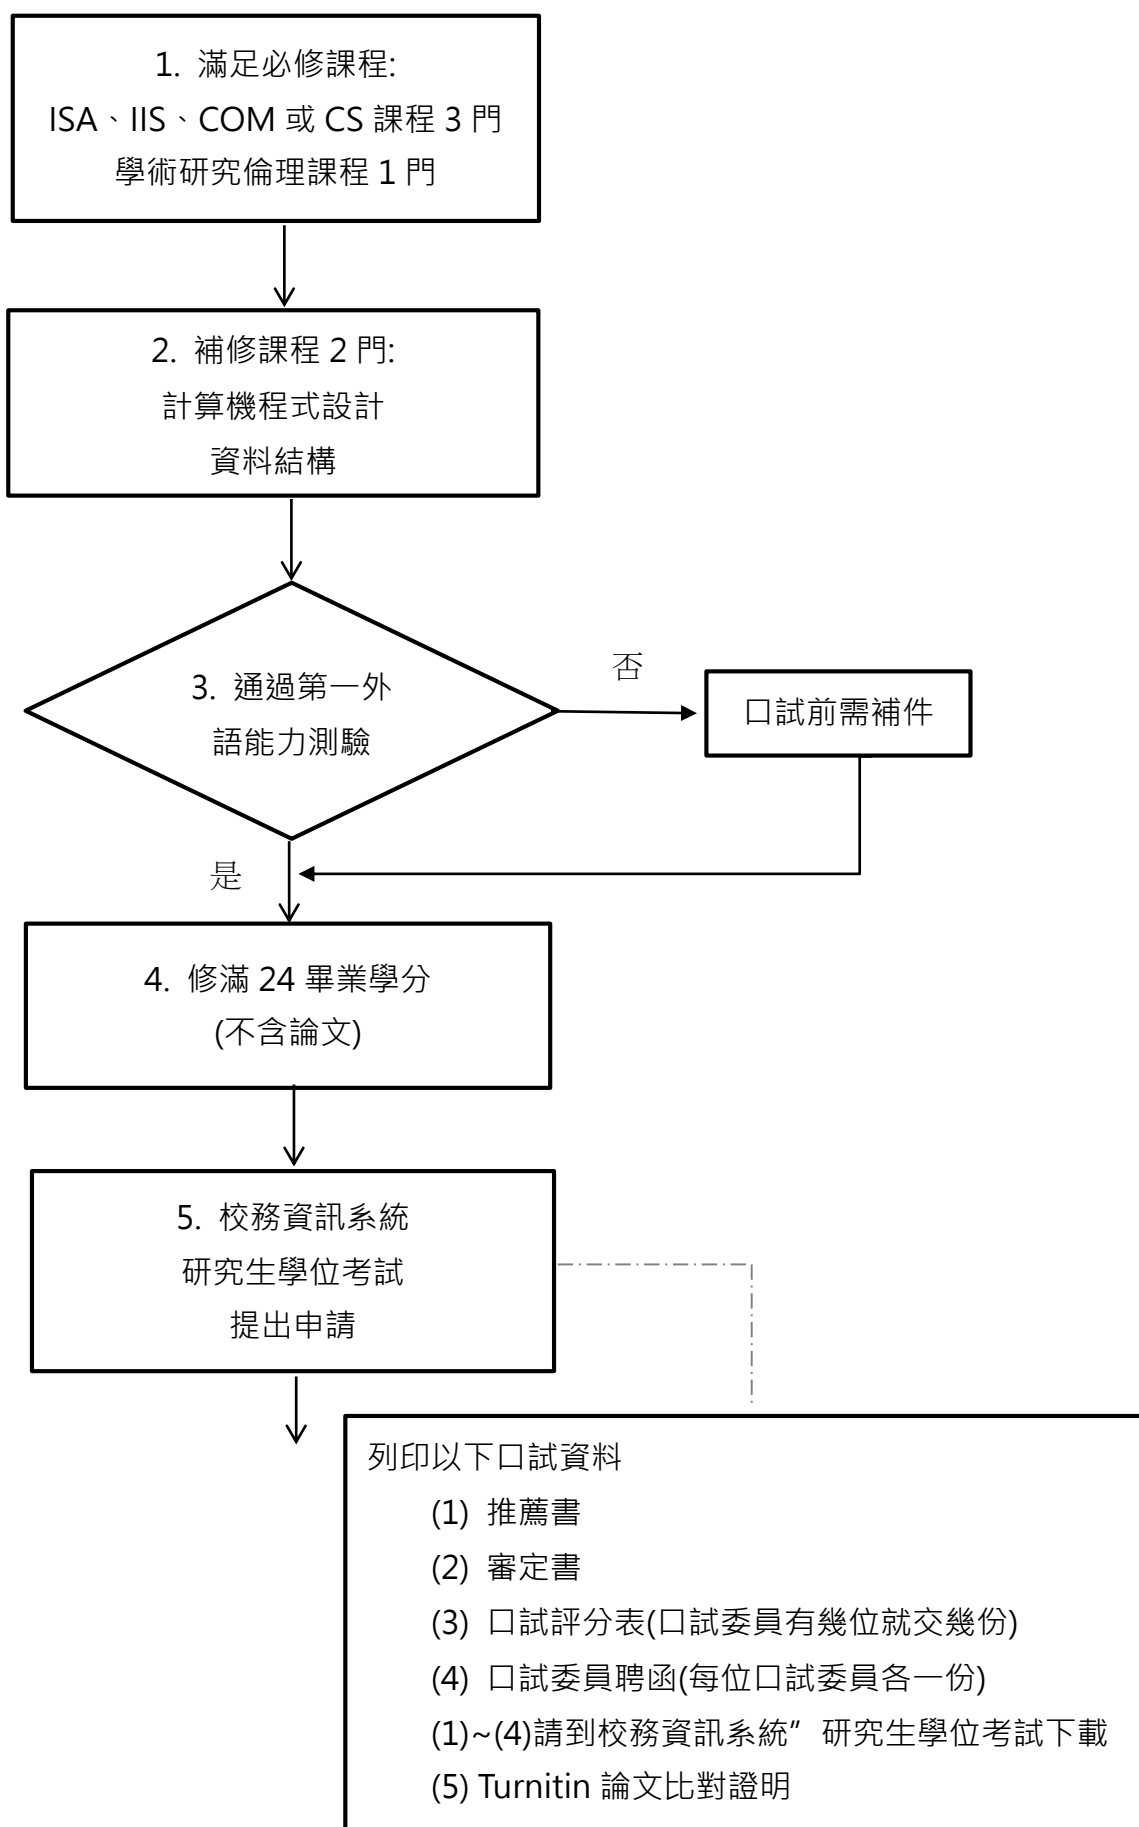 1. 滿足必修課程:
ISA、IIS、COM 或 CS 課程 3 門
學術研究倫理課程 1 門
2. 補修課程 2 門:
計算機程式設計
資料結構
3. 通過第一外
語能力測驗
否
口試前需補件
是
4. 修滿 24 畢業學分
(不含論文)
5. 校務資訊系統
研究生學位考試
提出申請
列印以下口試資料
(1) 推薦書
(2) 審定書
(3) 口試評分表(口試委員有幾位就交幾份)
(4) 口試委員聘函(每位口試委員各一份)
(1)~(4)請到校務資訊系統” 研究生學位考試下載
(5) Turnitin 論文比對證明